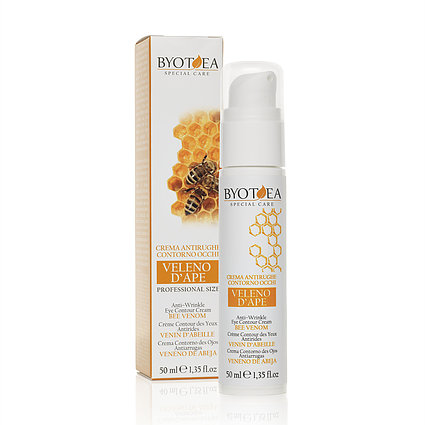 BYOTEA
SPECIAL CARE
CREMA ANTIRUGHE
CONTORNO OCCHI
VELENO
D'APE
PROFESSIONAL SIZE
Anti-Wrinkle
Eye Contour Cream
BEE VENOM
Crème Contour des Yeux
Antirides
VENIN D'ABEILLE
Crema Contorno de Ojos
Antiarrugas
VENENO DE ABEJA
50 ml ℮ 1,35 fl.oz
BYOTEA
SPECIAL CARE
CREMA ANTIRUGHE
CONTORNO OCCHI
VELENO
D'APE
Anti-Wrinkle
Eye Contour Cream
BEE VENOM
Crème Contour des Yeux
Antirides
VENIN D'ABEILLE
Crema Contorno de Ojos
Antiarrugas
VENENO DE ABEJA
50 ml ℮ 1,35 fl.oz